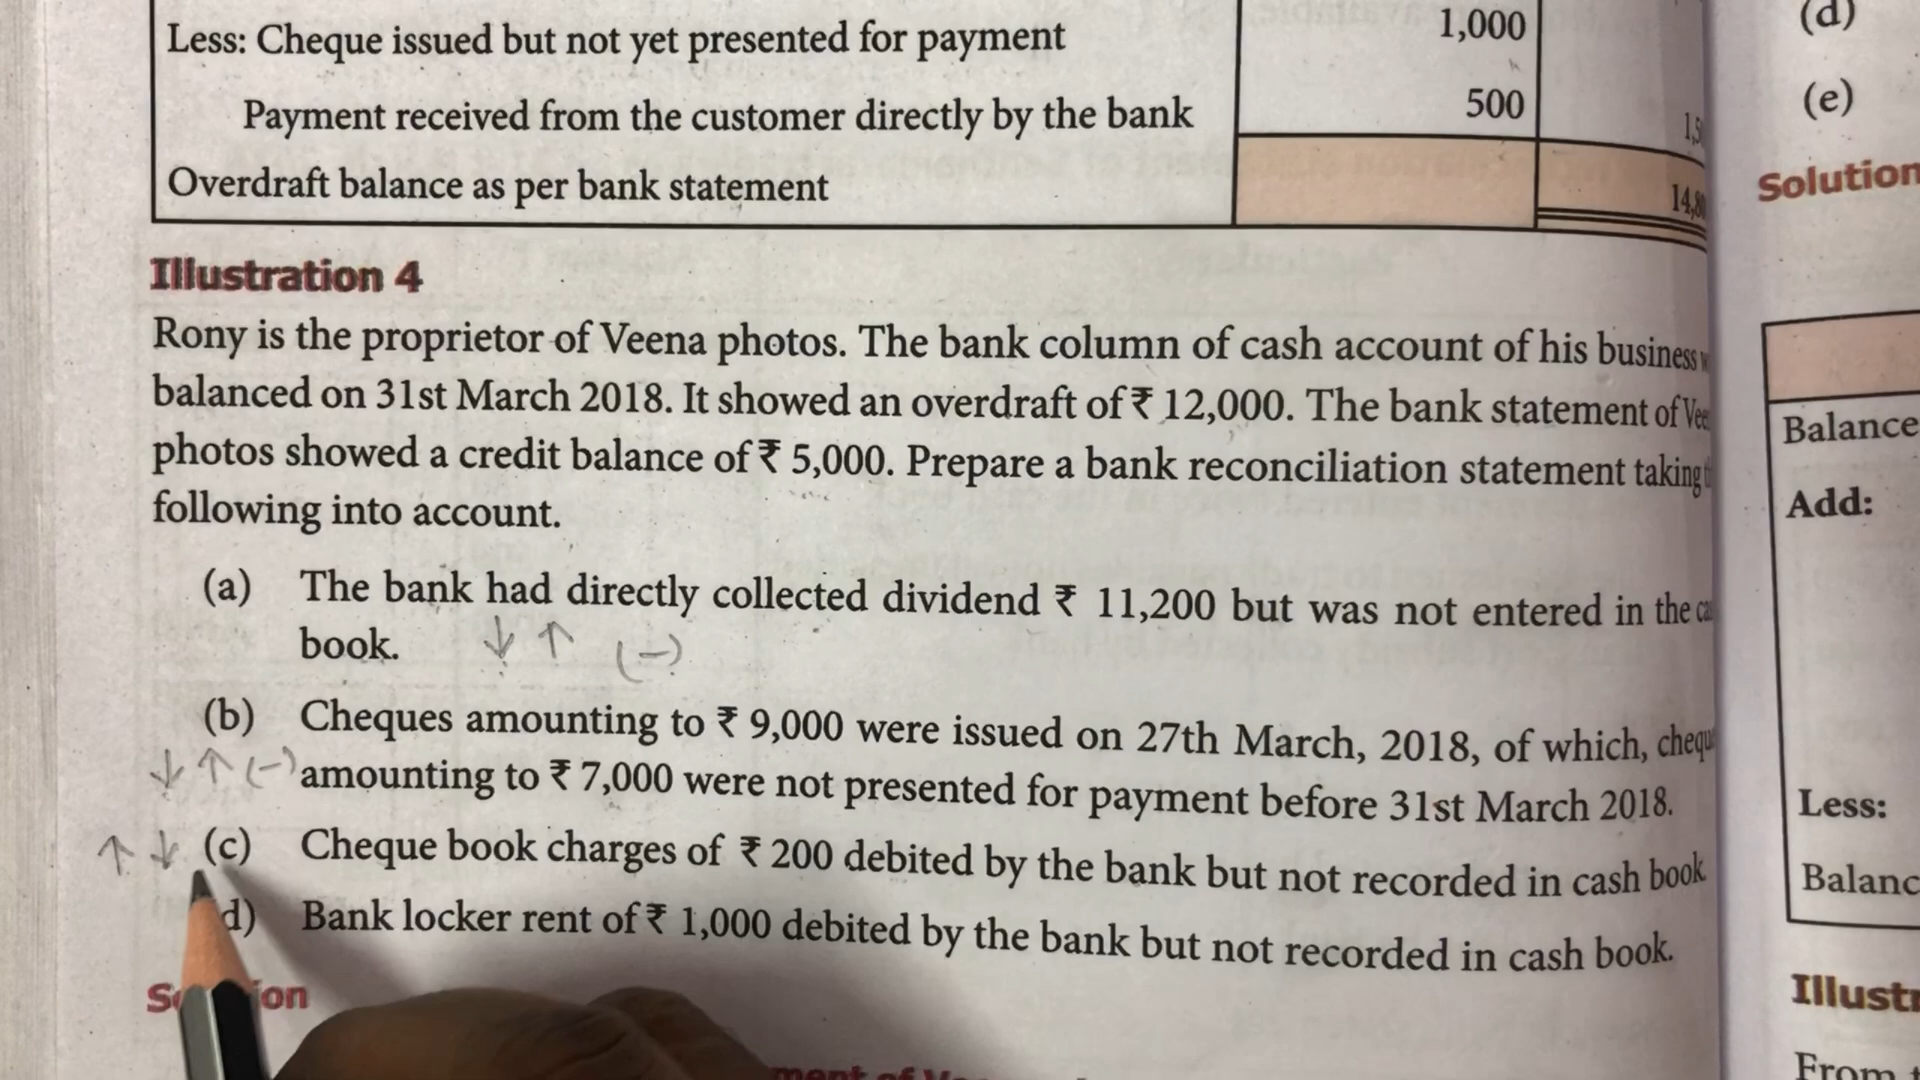 Less: Cheque issued but not yet presented for payment 1,000
Payment received from the customer directly by the bank 500
Overdraft balance as per bank statement
Illustration 4
Rony is the proprietor of Veena photos. The bank column of cash account of his business
balanced on 31st March 2018. It showed an overdraft of ₹ 12,000. The bank statement of
photos showed a credit balance of ₹ 5,000. Prepare a bank reconciliation statement taking
following into account.
(a) The bank had directly collected dividend ₹ 11,200 but was not entered in the
book. ↓ ↑ (-)
(b) Cheques amounting to ₹ 9,000 were issued on 27th March, 2018, of which,
↓ ↑ (-) amounting to ₹ 7,000 were not presented for payment before 31st March 2018.
↑ ↓ (c) Cheque book charges of ₹ 200 debited by the bank but not recorded in cash book
d) Bank locker rent of ₹ 1,000 debited by the bank but not recorded in cash book.
(d)
(e)
Solution
Balance
Add:
Less:
From